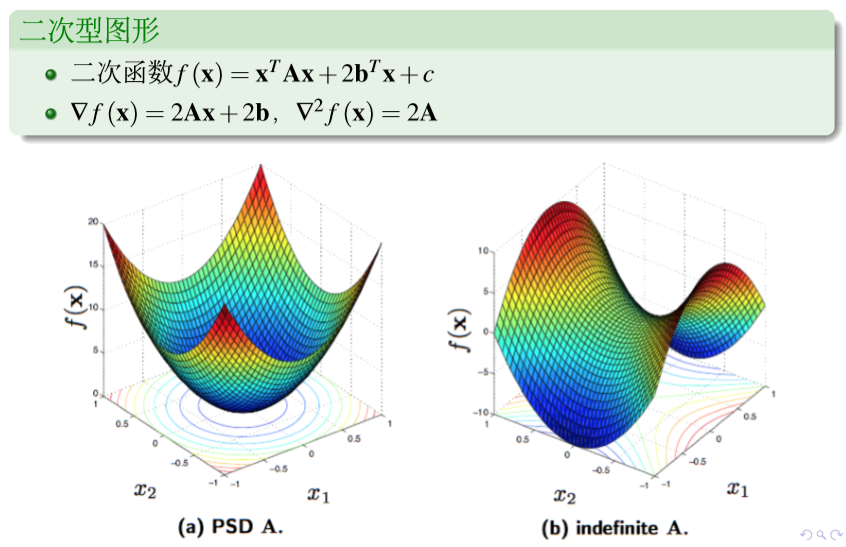 二次型图形
二次函数f (x) = xᵀAx + 2bᵀx + c
∇f (x) = 2Ax + 2b, ∇²f (x) = 2A
20
15
10
5
0
f(x)
1
0.5
0
−0.5
−1
x₂
−1
−0.5
0
0.5
1
x₁
(a) PSD A.
10
5
0
−5
−10
f(x)
1
0.5
0
−0.5
−1
x₂
−1
−0.5
0
0.5
1
x₁
(b) indefinite A.